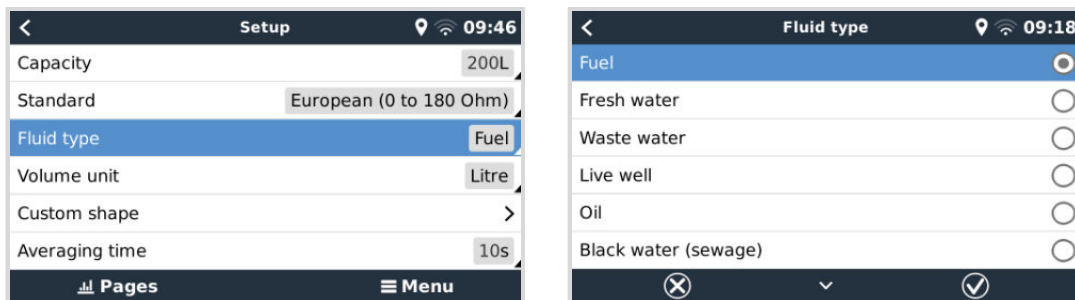 Setup 09:46
Capacity 200L
Standard European (0 to 180 Ohm)
Fluid type Fuel
Volume unit Litre
Custom shape
Averaging time 10s
Pages Menu
Fluid type 09:18
Fuel
Fresh water
Waste water
Live well
Oil
Black water (sewage)